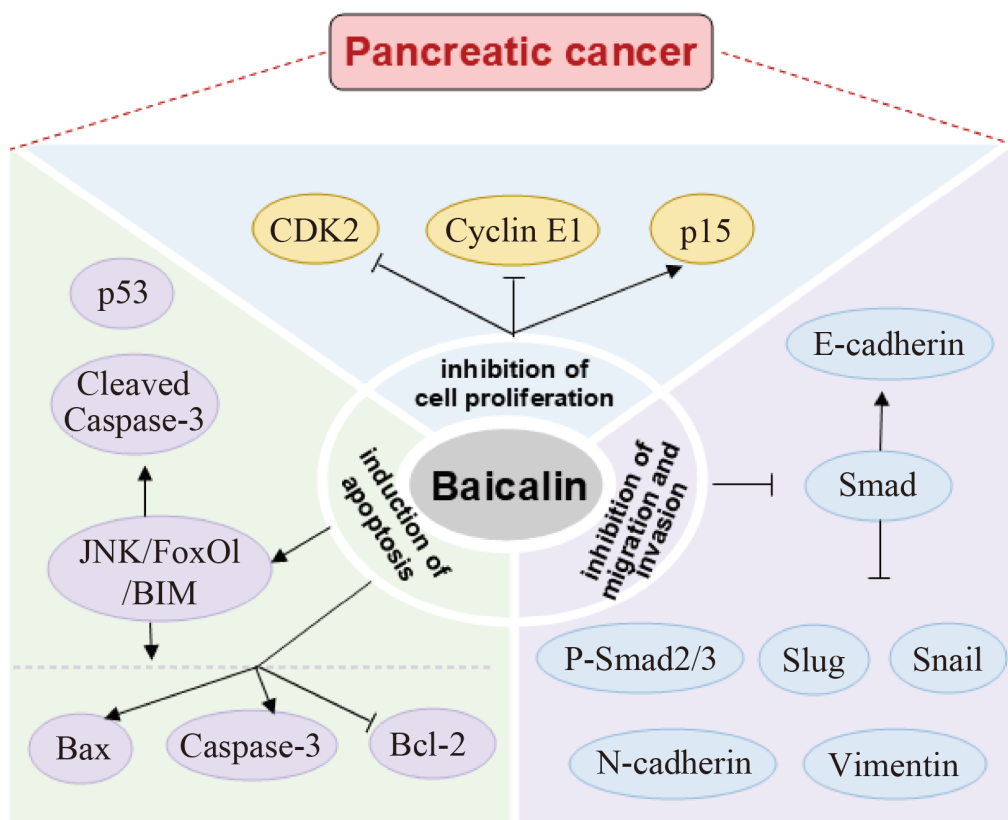 Pancreatic cancer
CDK2
Cyclin E1
p15
p53
Cleaved
Caspase-3
JNK/FoxOl
/BIM
Bax
Caspase-3
Bcl-2
inhibition of
cell proliferation
induction of
apoptosis
Baicalin
inhibition of
migration and
invasion
E-cadherin
Smad
P-Smad2/3
Slug
Snail
N-cadherin
Vimentin